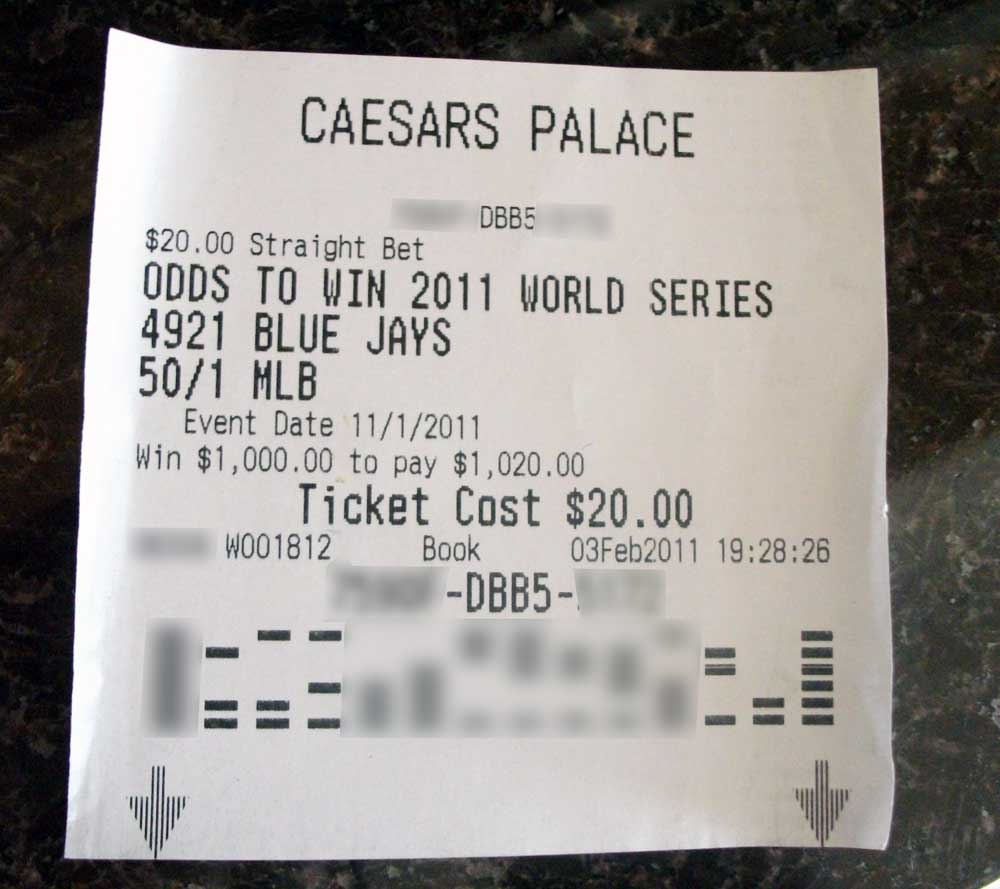 CAESARS PALACE
DBB5
$20.00 Straight Bet
ODDS TO WIN 2011 WORLD SERIES
4921 BLUE JAYS
50/1 MLB
Event Date 11/1/2011
Win $1,000.00 to pay $1,020.00
Ticket Cost $20.00
W001812 Book 03Feb2011 19:28:26
-DBB5-